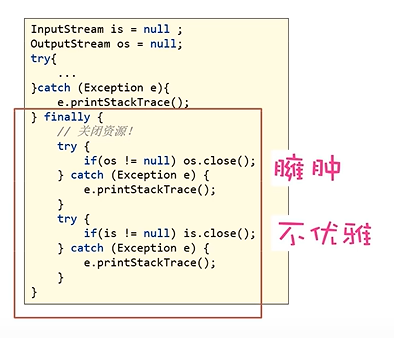 InputStream is = null ;
OutputStream os = null;
try{
...
}catch (Exception e){
e.printStackTrace();
} finally {
// 关闭资源！
try {
if(os != null) os.close();
} catch (Exception e) {
e.printStackTrace();
}
try {
if(is != null) is.close();
} catch (Exception e) {
e.printStackTrace();
}
}
臃肿
不优雅